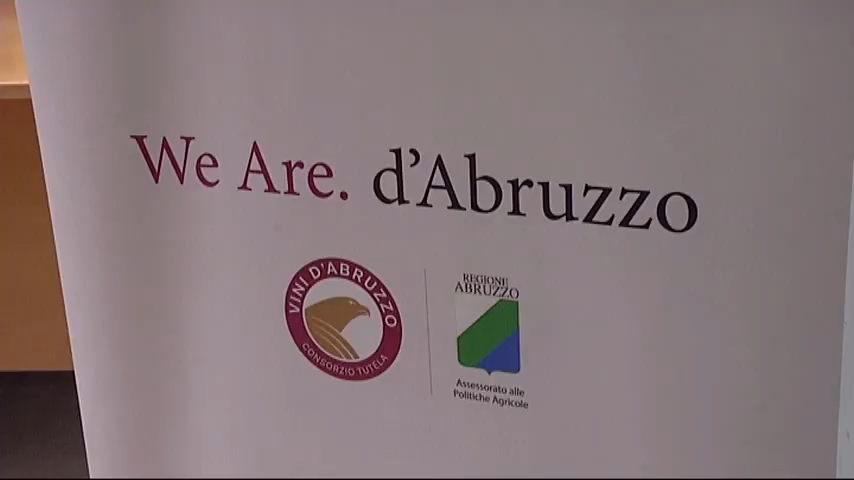 We Are. d'Abruzzo
VINI D'ABRUZZO
CONSORZIO TUTELA
REGIONE
ABRUZZO
Assessorato alle
Politiche Agricole